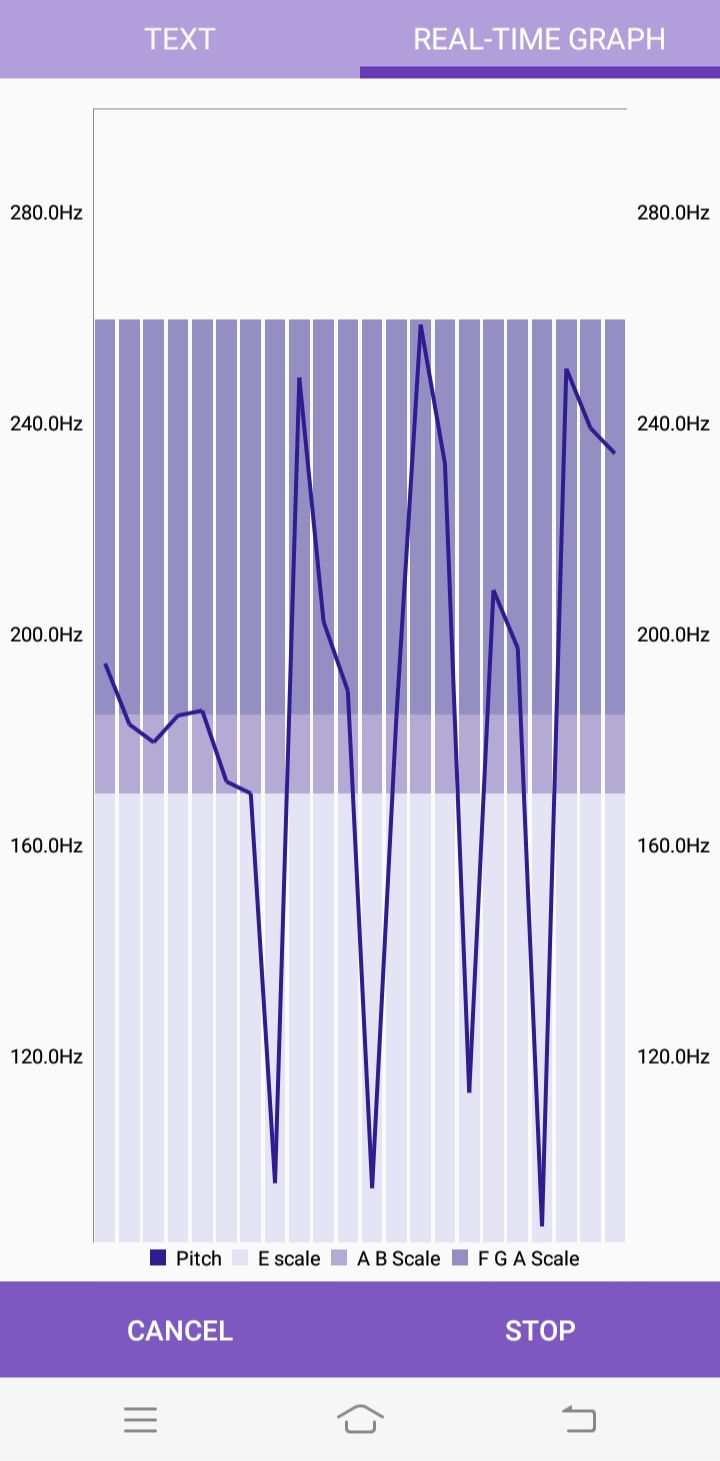 TEXT
REAL-TIME GRAPH
280.0Hz 280.0Hz
240.0Hz 240.0Hz
200.0Hz 200.0Hz
160.0Hz 160.0Hz
120.0Hz 120.0Hz
Pitch E scale A B Scale F G A Scale
CANCEL
STOP